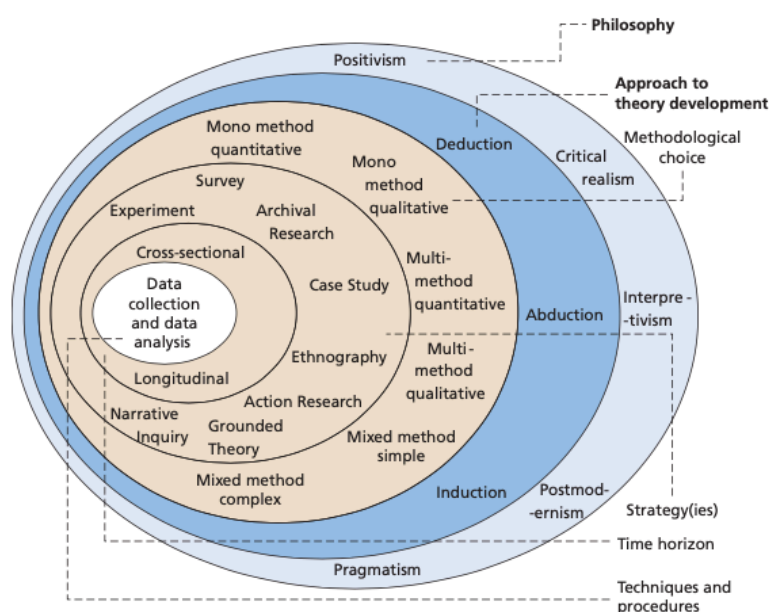 Philosophy
Positivism
Approach to
theory development
Mono method
quantitative
Deduction
Methodological
choice
Critical
realism
Mono
method
qualitative
Survey
Experiment
Archival
Research
Cross-sectional
Multi-
method
quantitative
Data
collection
and data
analysis
Case Study
Abduction
Interpre-
-tivism
Ethnography
Multi-
method
qualitative
Longitudinal
Action Research
Narrative
Inquiry
Grounded
Theory
Mixed method
simple
Mixed method
complex
Induction
Postmod-
-ernism
Strategy(ies)
Time horizon
Pragmatism
Techniques and
procedures